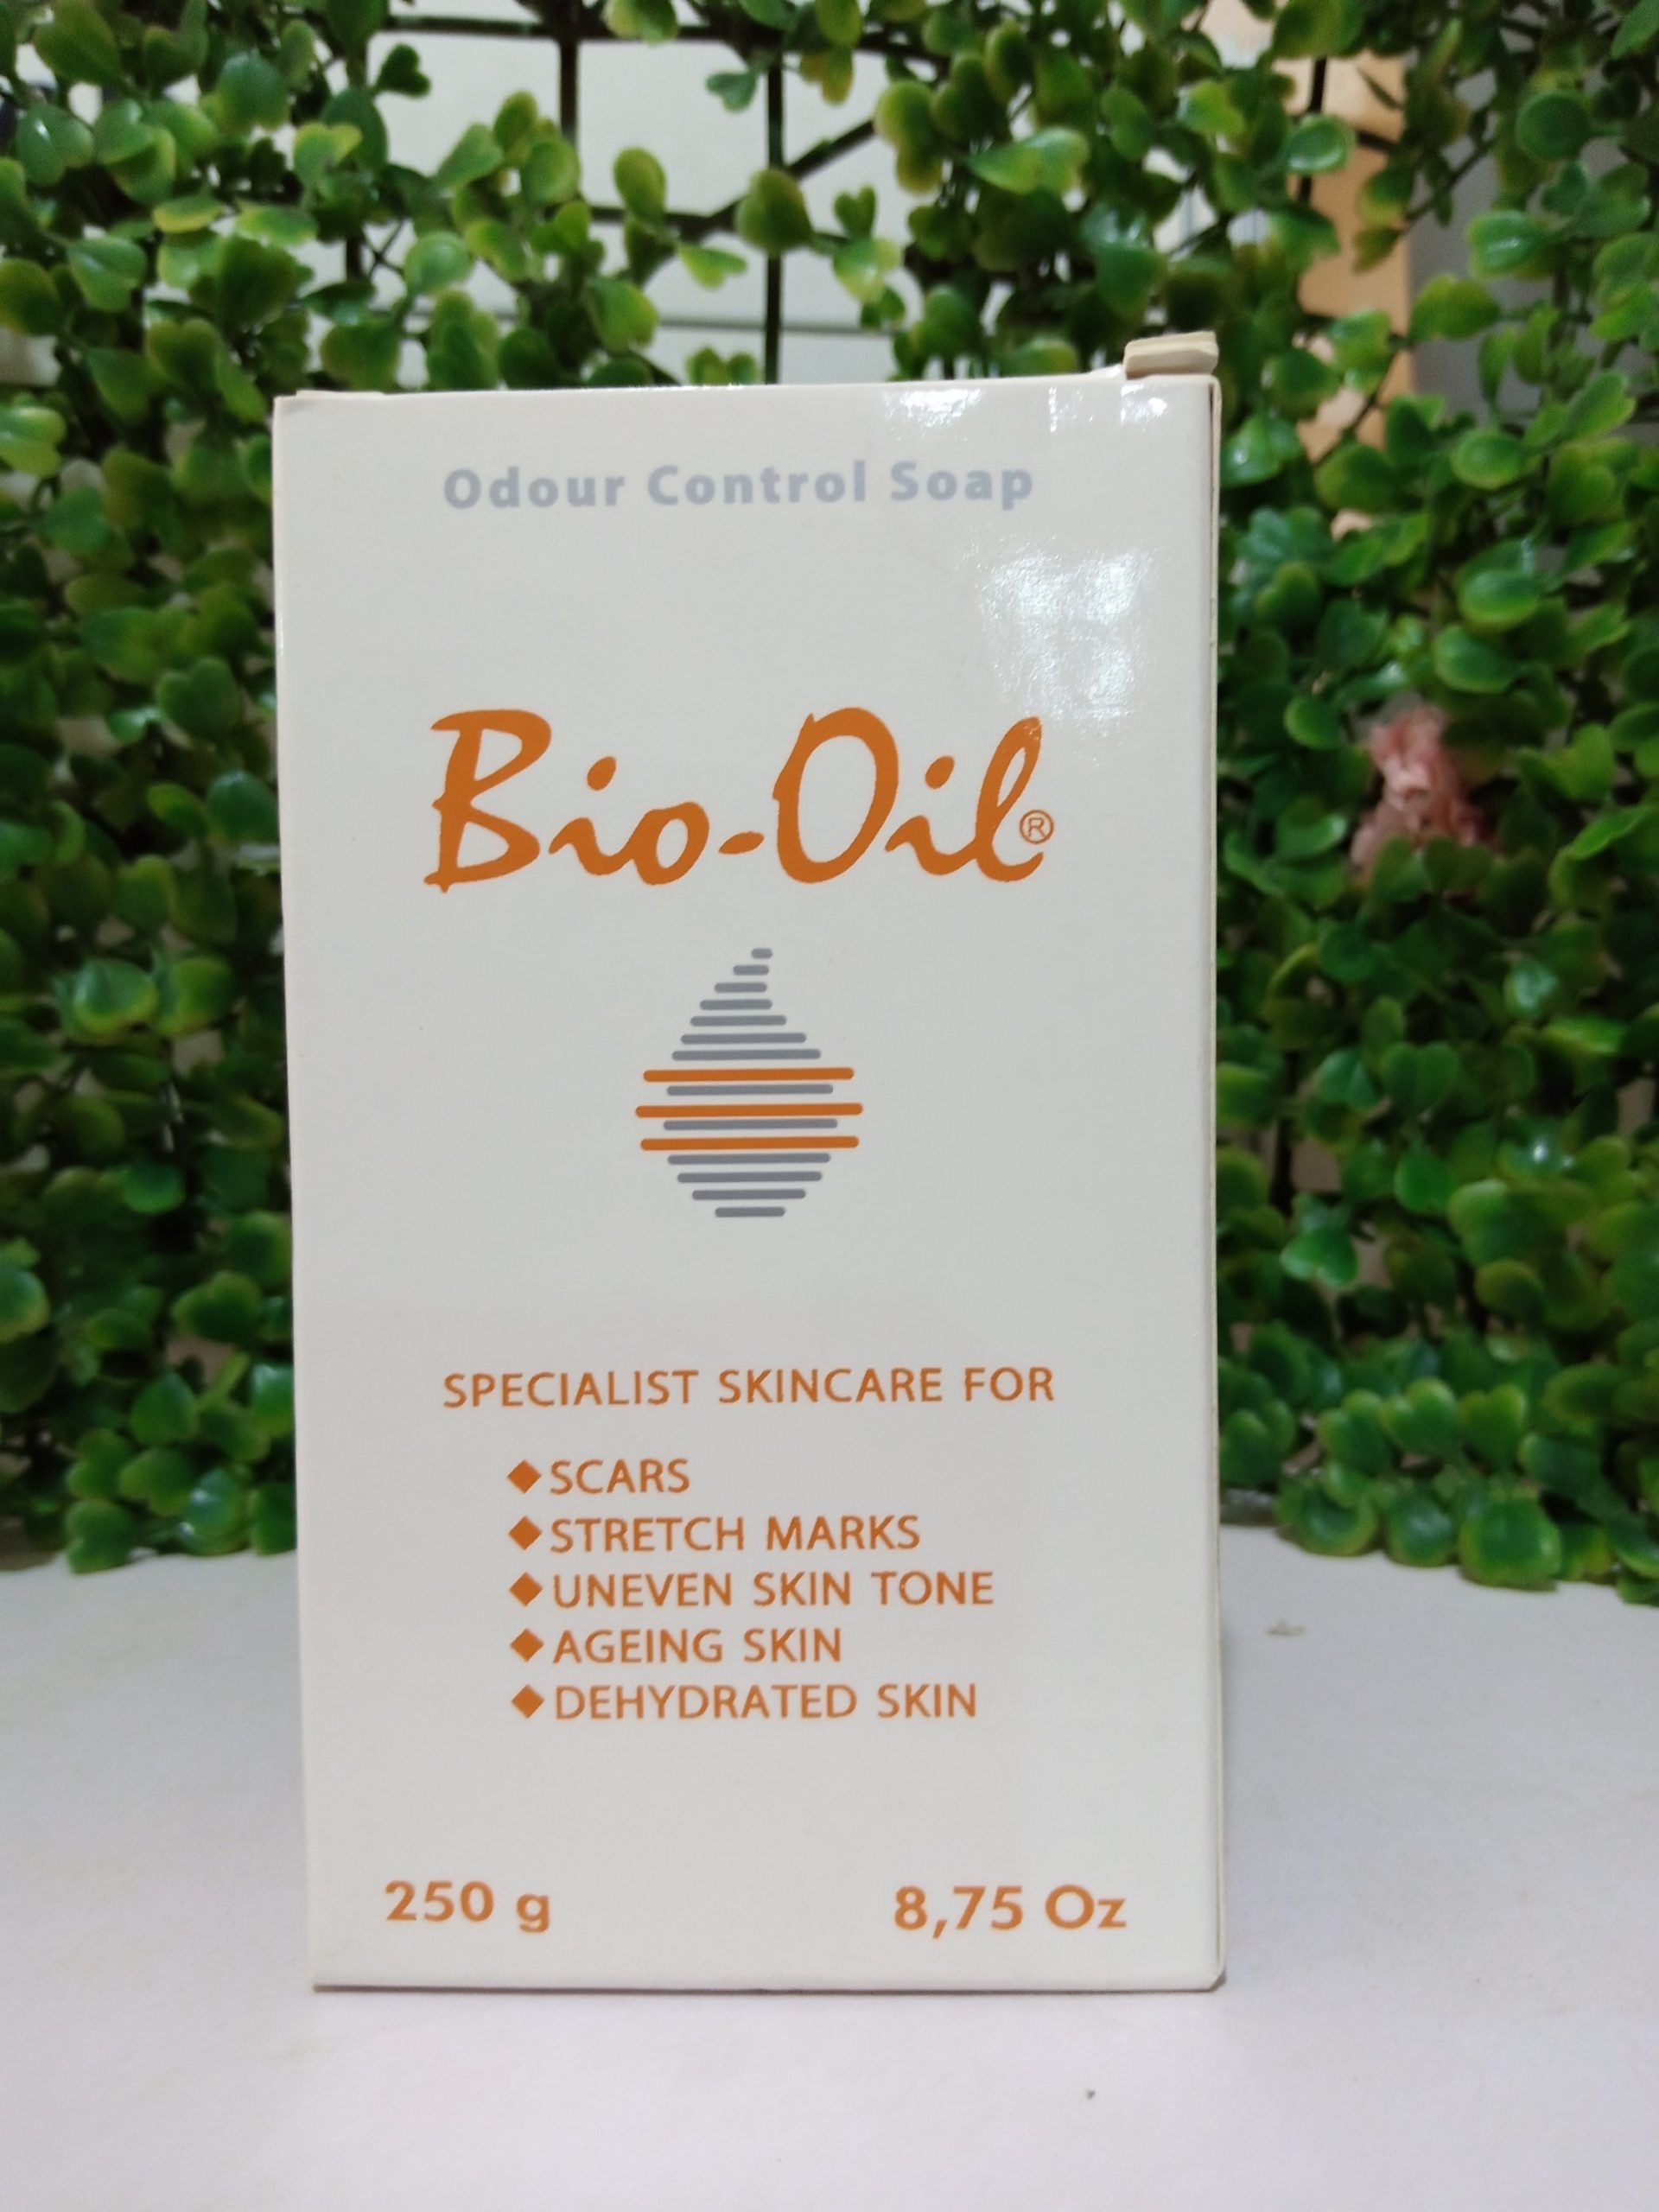 Odour Control Soap
Bio-Oil®
SPECIALIST SKINCARE FOR
◆SCARS
◆STRETCH MARKS
◆UNEVEN SKIN TONE
◆AGEING SKIN
◆DEHYDRATED SKIN
250 g 8,75 Oz